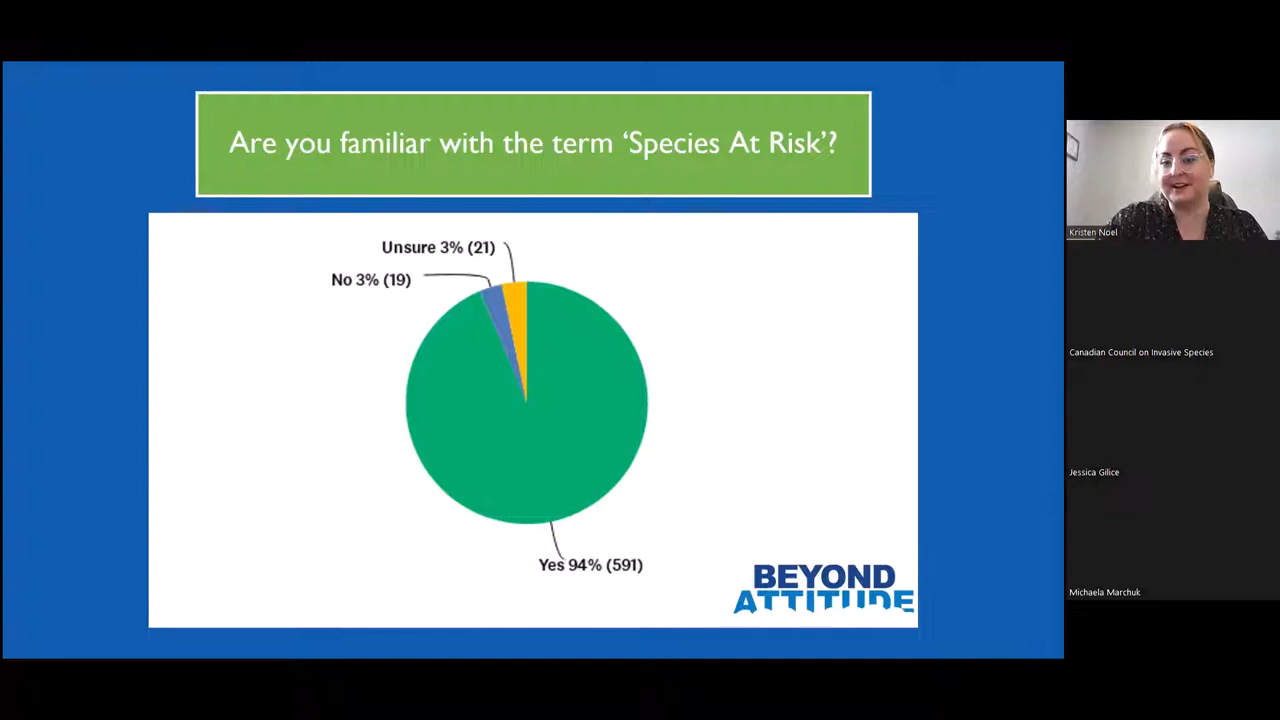 Are you familiar with the term ‘Species At Risk’?
Unsure 3% (21)
No 3% (19)
Yes 94% (591)
BEYOND
ATTITUDE
Kristen Noel
Canadian Council on Invasive Species
Jessica Gilice
Michaela Marchuk